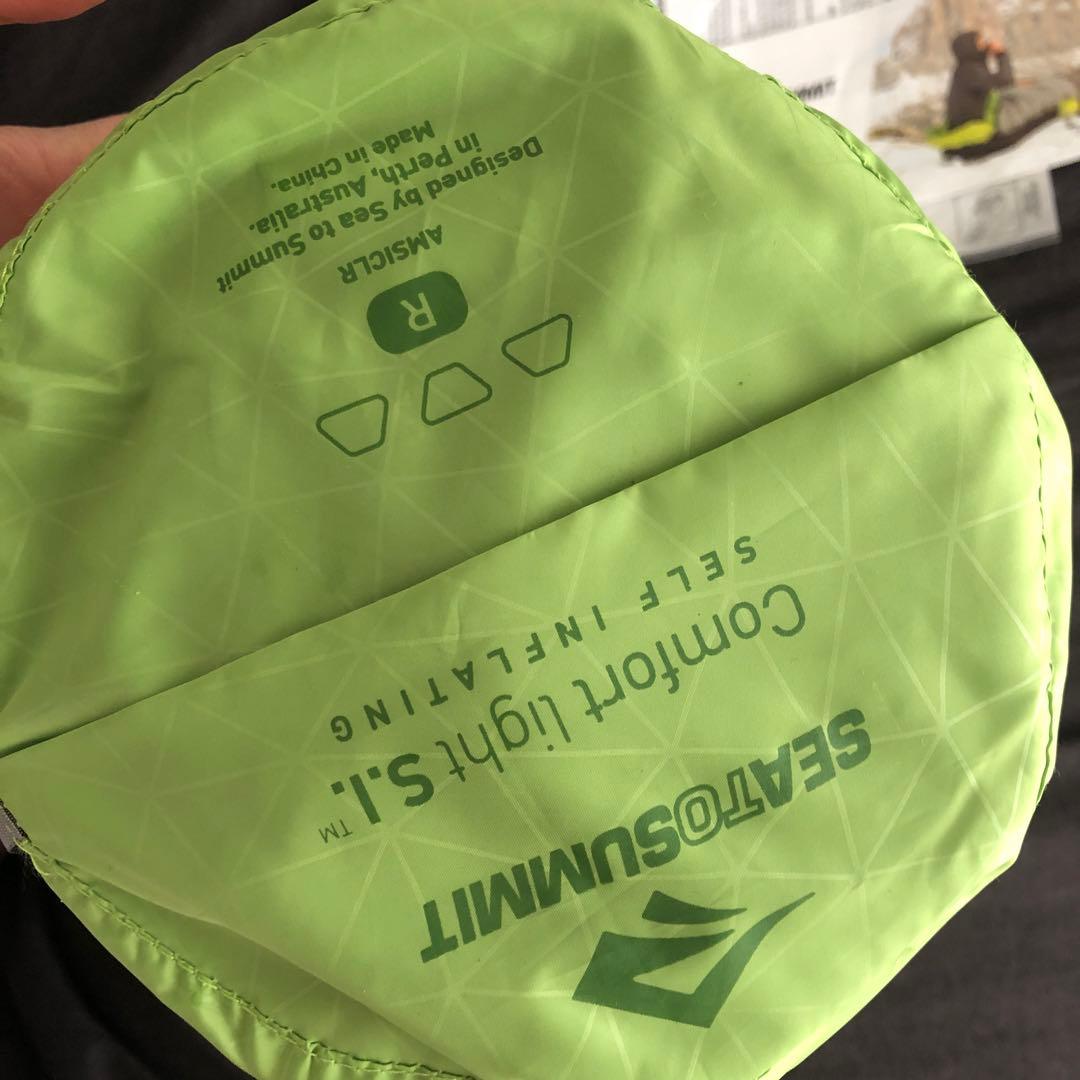 SEATOSUMMIT
Comfort light S.I.™
SELF INFLATING
R
AMSICLR
Designed by Sea to Summit
in Perth, Australia.
Made in China.